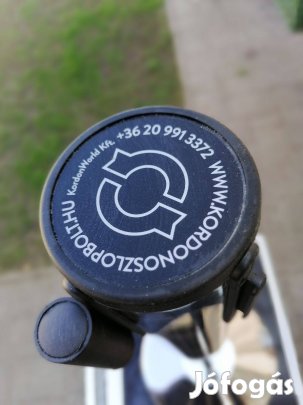 KordonWorld Kft. +36 20 991 3372
WWW.KORDONOSZLOPBOLT.HU
Jófogás